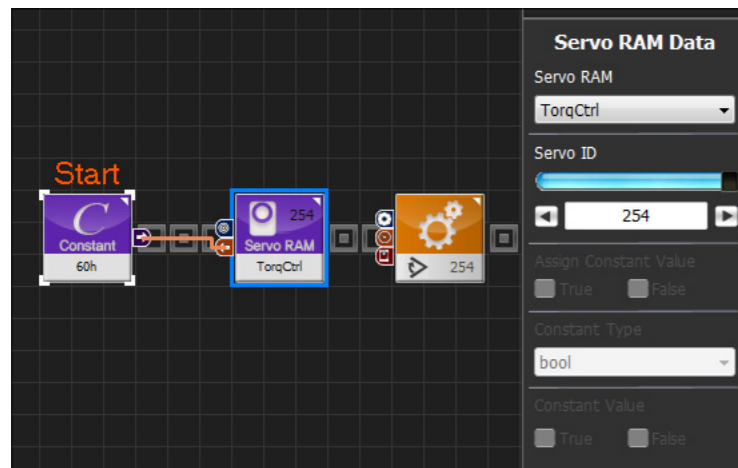 Start
C
Constant
60h
254
Servo RAM
TorqCtrl
254
Servo RAM Data
Servo RAM
TorqCtrl
Servo ID
254
Assign Constant Value
True False
Constant Type
bool
Constant Value
True False